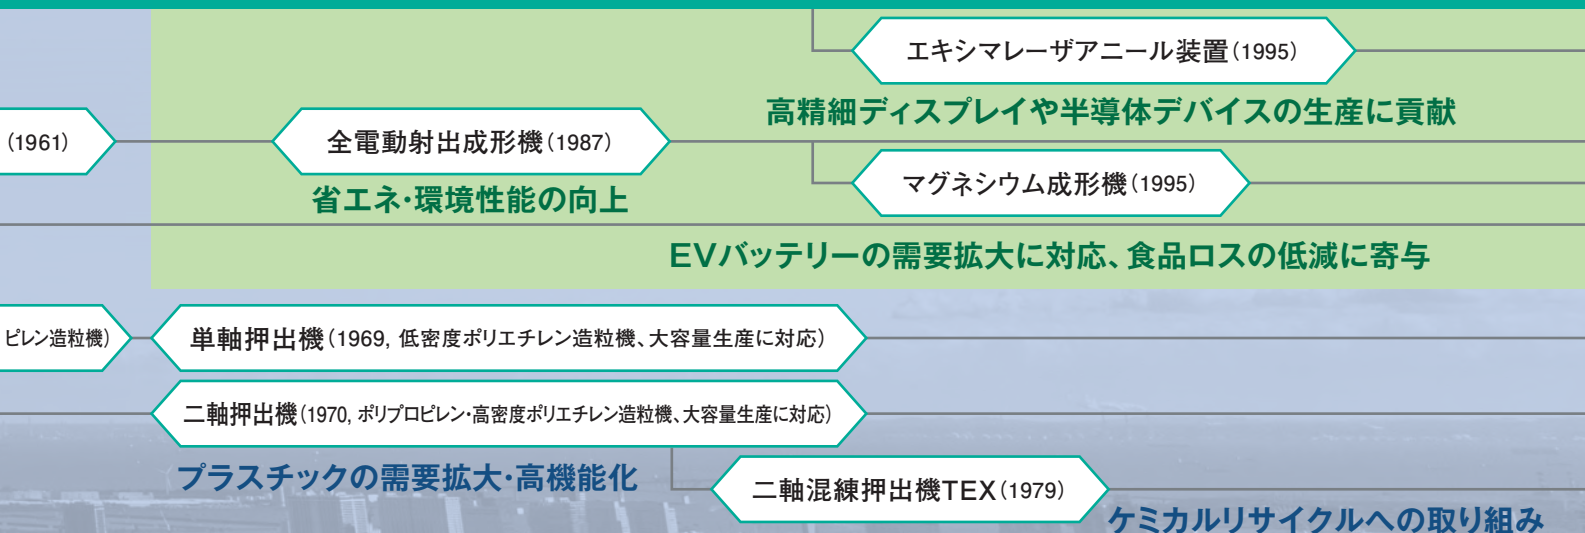 エキシマレーザアニール装置(1995)
高精細ディスプレイや半導体デバイスの生産に貢献
(1961)
全電動射出成形機(1987)
マグネシウム成形機(1995)
省エネ・環境性能の向上
EVバッテリーの需要拡大に対応、食品ロスの低減に寄与
ピレン造粒機)
単軸押出機(1969, 低密度ポリエチレン造粒機、大容量生産に対応)
二軸押出機(1970, ポリプロピレン・高密度ポリエチレン造粒機、大容量生産に対応)
プラスチックの需要拡大・高機能化
二軸混練押出機TEX(1979)
ケミカルリサイクルへの取り組み